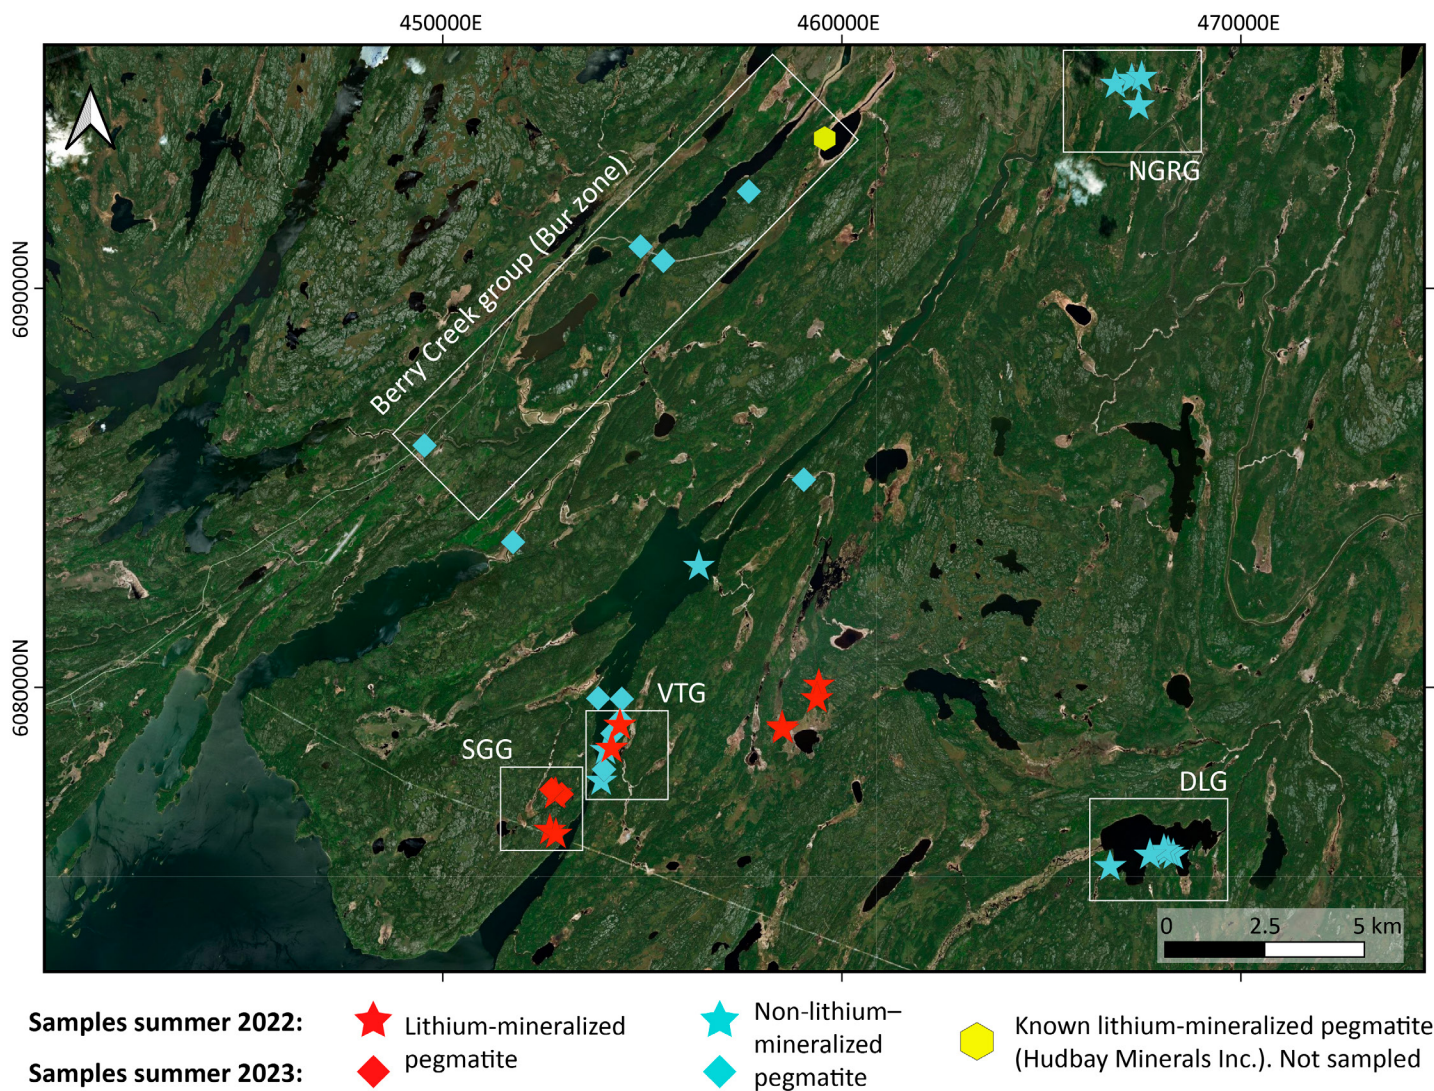 450000E
460000E
470000E
6090000N
6080000N
NGRG
Berry Creek group (Bur zone)
VTG
SGG
DLG
0 2.5 5 km
Samples summer 2022:
Samples summer 2023:
Lithium-mineralized
pegmatite
Non-lithium–
mineralized
pegmatite
Known lithium-mineralized pegmatite
(Hudbay Minerals Inc.). Not sampled